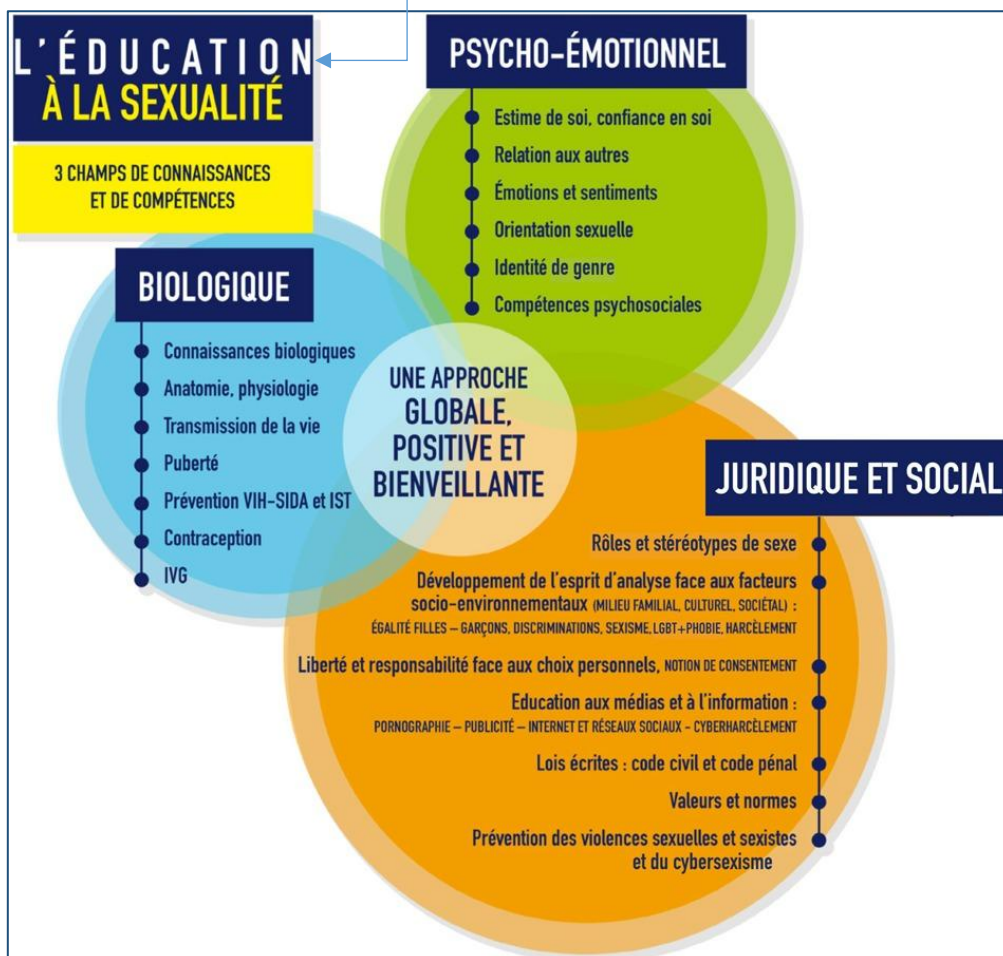 L'ÉDUCATION
À LA SEXUALITÉ
3 CHAMPS DE CONNAISSANCES
ET DE COMPÉTENCES
PSYCHO-ÉMOTIONNEL
Estime de soi, confiance en soi
Relation aux autres
Émotions et sentiments
Orientation sexuelle
Identité de genre
Compétences psychosociales
BIOLOGIQUE
Connaissances biologiques
Anatomie, physiologie
Transmission de la vie
Puberté
Prévention VIH-SIDA et IST
Contraception
IVG
UNE APPROCHE
GLOBALE,
POSITIVE ET
BIENVEILLANTE
JURIDIQUE ET SOCIAL
Rôles et stéréotypes de sexe
Développement de l'esprit d'analyse face aux facteurs
socio-environnementaux (MILIEU FAMILIAL, CULTUREL, SOCIÉTAL) :
ÉGALITÉ FILLES – GARÇONS, DISCRIMINATIONS, SEXISME, LGBT+PHOBIE, HARCÈLEMENT
Liberté et responsabilité face aux choix personnels, NOTION DE CONSENTEMENT
Education aux médias et à l'information :
PORNOGRAPHIE – PUBLICITÉ – INTERNET ET RÉSEAUX SOCIAUX - CYBERHARCÈLEMENT
Lois écrites : code civil et code pénal
Valeurs et normes
Prévention des violences sexuelles et sexistes
et du cybersexisme